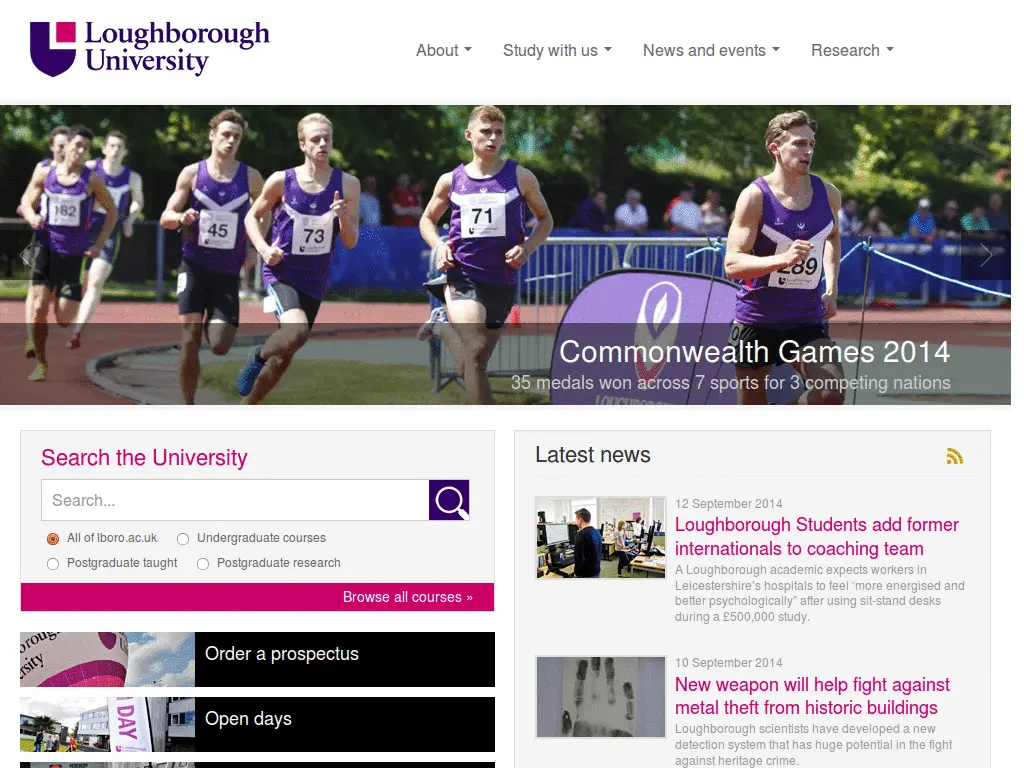 Loughborough
University
About
Study with us
News and events
Research
182
45
73
71
289
Commonwealth Games 2014
35 medals won across 7 sports for 3 competing nations
Search the University
Search...
All of lboro.ac.uk
Undergraduate courses
Postgraduate taught
Postgraduate research
Browse all courses »
Order a prospectus
DAY
Open days
Latest news
12 September 2014
Loughborough Students add former
internationals to coaching team
A Loughborough academic expects workers in
Leicestershire's hospitals to feel ‘more energised and
better psychologically” after using sit-stand desks
during a £500,000 study.
10 September 2014
New weapon will help fight against
metal theft from historic buildings
Loughborough scientists have developed a new
detection system that has huge potential in the fight
against heritage crime.